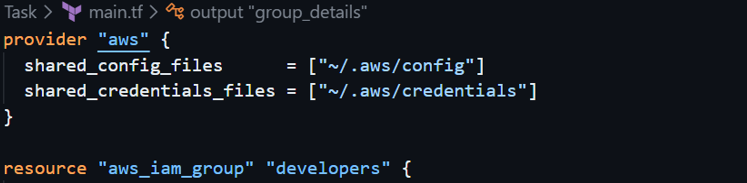 Task > main.tf > output "group_details"
provider "aws" {
  shared_config_files      = ["~/.aws/config"]
  shared_credentials_files = ["~/.aws/credentials"]
}
resource "aws_iam_group" "developers" {